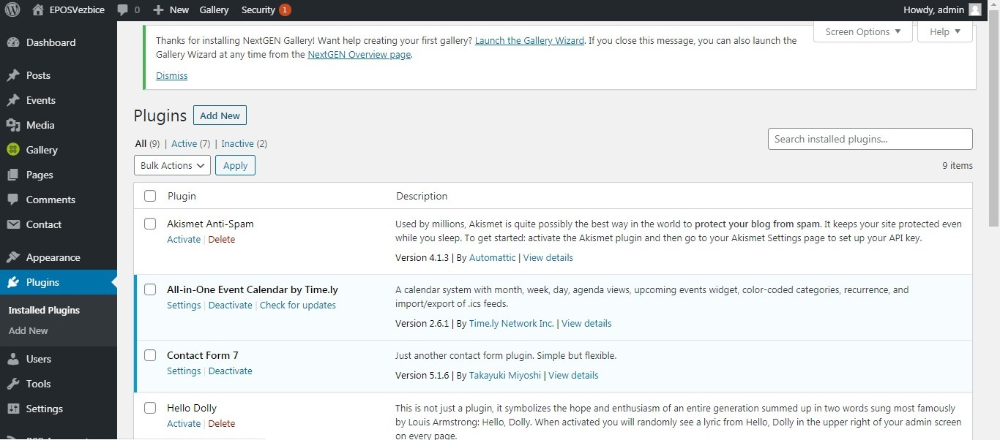 EPOSVezbice 0 New Gallery Security 1 Howdy, admin
Dashboard
Posts
Events
Media
Gallery
Pages
Comments
Contact
Appearance
Plugins
Installed Plugins
Add New
Users
Tools
Settings
Screen Options Help
Thanks for installing NextGEN Gallery! Want help creating your first gallery? Launch the Gallery Wizard. If you close this message, you can also launch the
Gallery Wizard at any time from the NextGEN Overview page.
Dismiss
Plugins Add New
All (9) | Active (7) | Inactive (2)
Search installed plugins...
Bulk Actions Apply
9 items
Plugin Description
Akismet Anti-Spam
Activate | Delete
Used by millions, Akismet is quite possibly the best way in the world to protect your blog from spam. It keeps your site protected even
while you sleep. To get started: activate the Akismet plugin and then go to your Akismet Settings page to set up your API key.
Version 4.1.3 | By Automattic | View details
All-in-One Event Calendar by Time.ly
Settings | Deactivate | Check for updates
A calendar system with month, week, day, agenda views, upcoming events widget, color-coded categories, recurrence, and
import/export of .ics feeds.
Version 2.6.1 | By Time.ly Network Inc. | View details
Contact Form 7
Settings | Deactivate
Just another contact form plugin. Simple but flexible.
Version 5.1.6 | By Takayuki Miyoshi | View details
Hello Dolly
Activate | Delete
This is not just a plugin, it symbolizes the hope and enthusiasm of an entire generation summed up in two words sung most famously
by Louis Armstrong: Hello, Dolly. When activated you will randomly see a lyric from Hello, Dolly in the upper right of your admin screen
on every page.